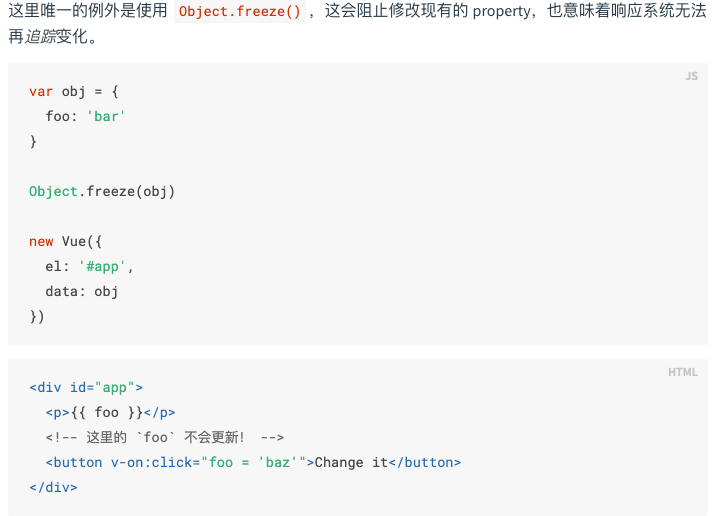 这里唯一的例外是使用 Object.freeze()，这会阻止修改现有的 property，也意味着响应系统无法
再追踪变化。
JS
var obj = {
  foo: 'bar'
}
Object.freeze(obj)
new Vue({
  el: '#app',
  data: obj
})
HTML
<div id="app">
  <p>{{ foo }}</p>
  <!-- 这里的 `foo` 不会更新！ -->
  <button v-on:click="foo = 'baz'">Change it</button>
</div>